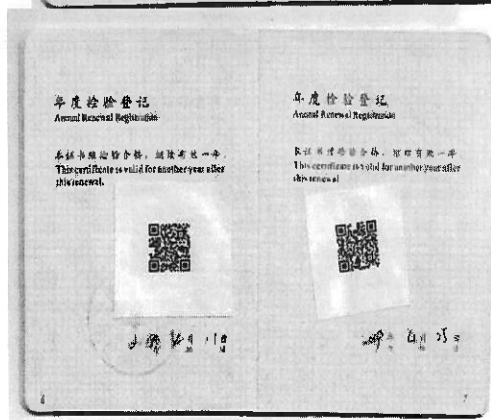 年度检验登记
Annual Renewal Registration
本证书经检验合格，继续有效一年。
This certificate is valid for another year after
this renewal.
6
年度检验登记
Annual Renewal Registration
本证书经检验合格，继续有效一年
This certificate is valid for another year after
this renewal
7